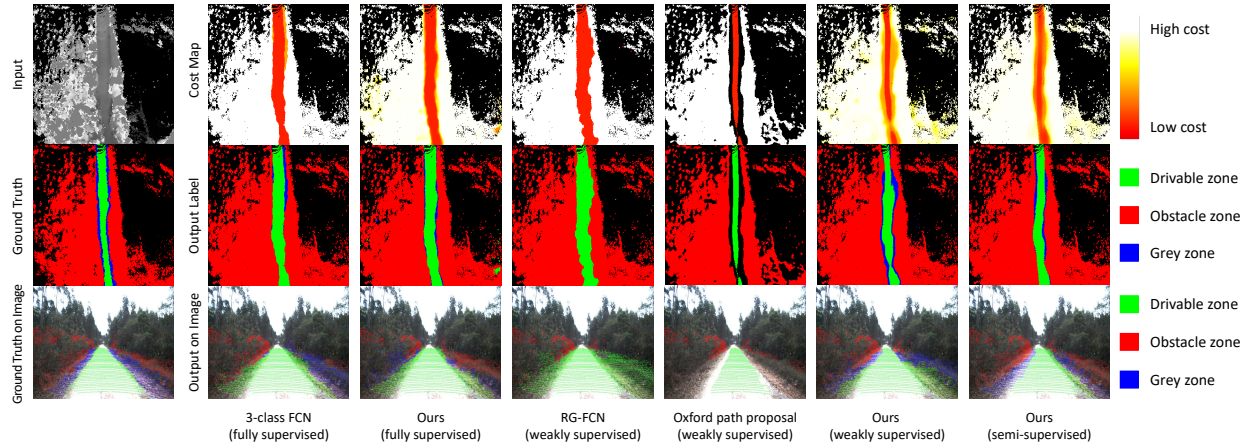 Input
Cost Map
High cost
Low cost
Ground Truth
Output Label
Drivable zone
Obstacle zone
Grey zone
Ground Truth on Image
Output on Image
Drivable zone
Obstacle zone
Grey zone
3-class FCN
(fully supervised)
Ours
(fully supervised)
RG-FCN
(weakly supervised)
Oxford path proposal
(weakly supervised)
Ours
(weakly supervised)
Ours
(semi-supervised)